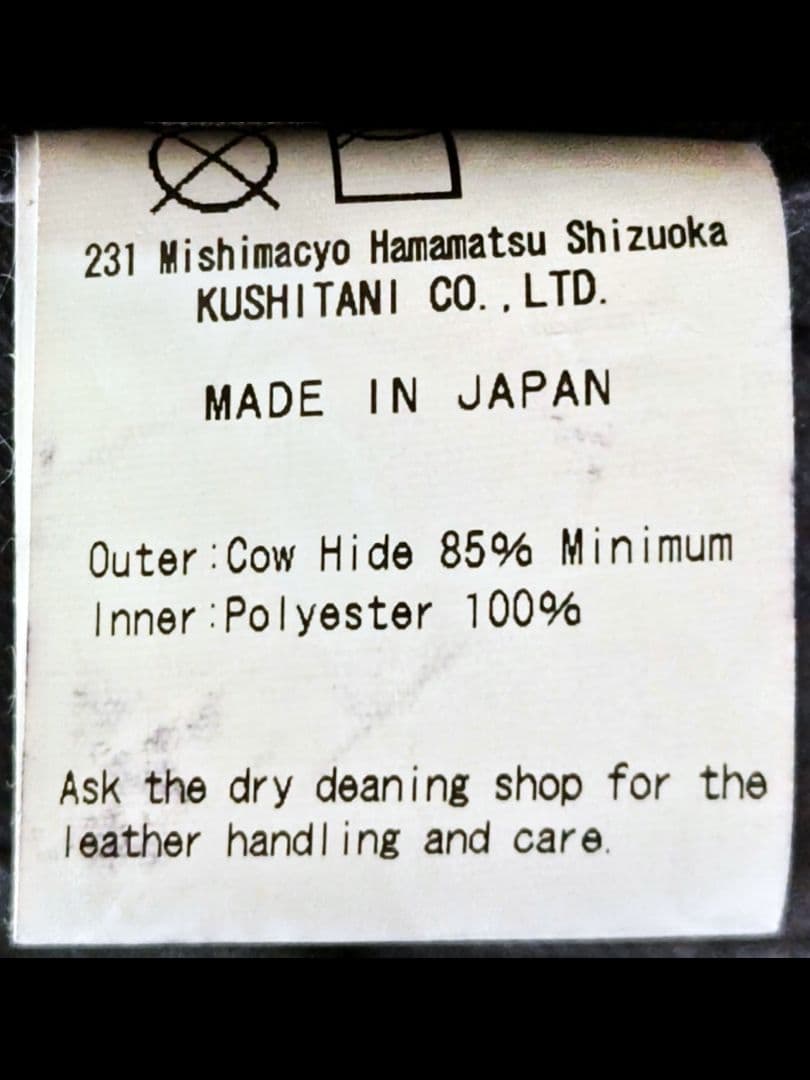 231 Mishimacyo Hamamatsu Shizuoka
KUSHITANI CO.,LTD.
MADE IN JAPAN
Outer:Cow Hide 85% Minimum
Inner:Polyester 100%
Ask the dry deaning shop for the
leather handling and care.